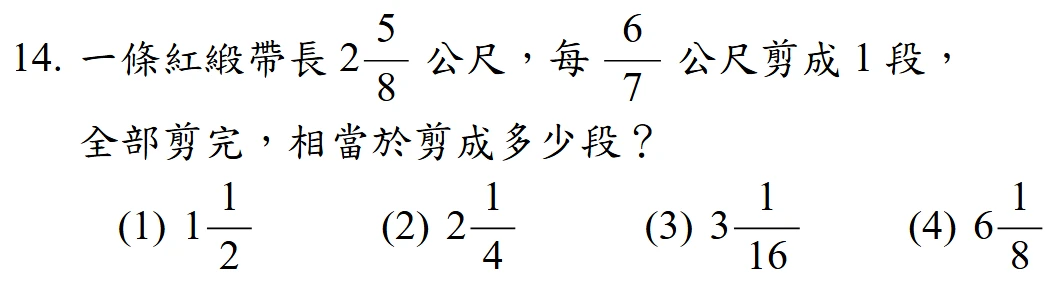 14. 一條紅緞帶長 2 5/8 公尺，每 6/7 公尺剪成 1 段，
全部剪完，相當於剪成多少段？
(1) 1 1/2 (2) 2 1/4 (3) 3 1/16 (4) 6 1/8